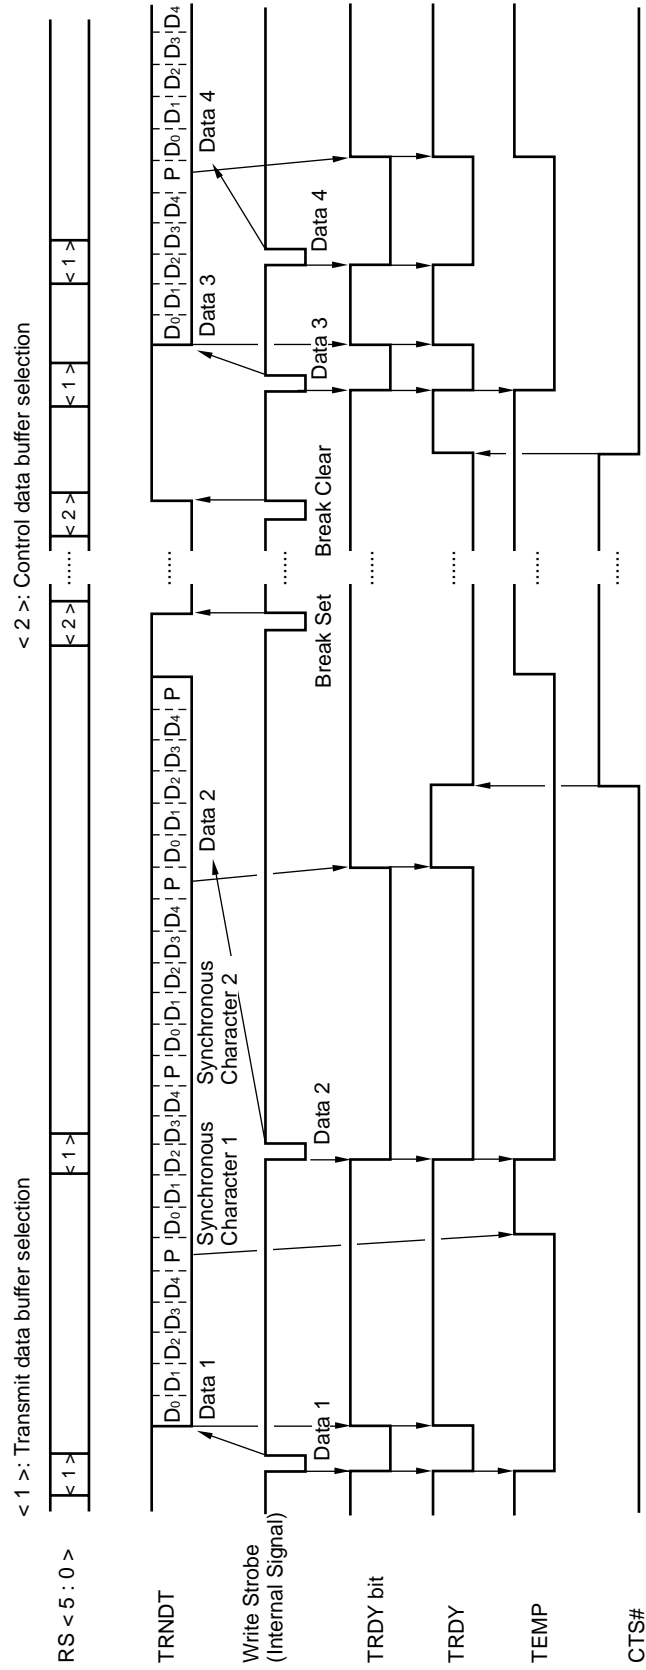 < 1 >: Transmit data buffer selection
< 2 >: Control data buffer selection
RS < 5 : 0 >
< 1 > < 1 > < 2 > ...... < 2 > < 1 > < 1 >
TRNDT
D0 D1 D2 D3 D4 P D0 D1 D2 D3 D4 P D0 D1 D2 D3 D4 P D0 D1 D2 D3 D4 P ...... D0 D1 D2 D3 D4 P D0 D1 D2 D3 D4
Data 1
Synchronous
Character 1
Synchronous
Character 2
Data 2
Data 3
Data 4
Write Strobe
(Internal Signal)
......
Data 1
Data 2
Break Set
Break Clear
Data 3
Data 4
TRDY bit
......
TRDY
......
TEMP
......
CTS#
......